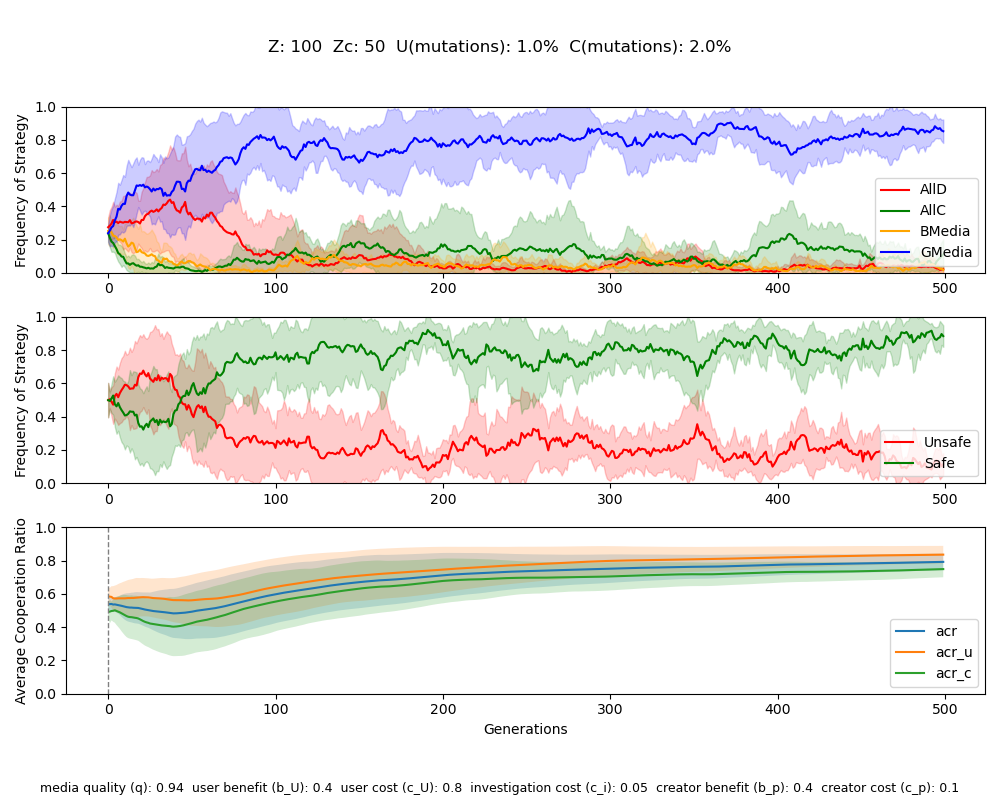 Z: 100  Zc: 50  U(mutations): 1.0%  C(mutations): 2.0%
Frequency of Strategy
1.0
0.8
0.6
0.4
0.2
0.0
AllD
AllC
BMedia
GMedia
0 100 200 300 400 500
Frequency of Strategy
1.0
0.8
0.6
0.4
0.2
0.0
Unsafe
Safe
0 100 200 300 400 500
Average Cooperation Ratio
1.0
0.8
0.6
0.4
0.2
0.0
acr
acr_u
acr_c
0 100 200 300 400 500
Generations
media quality (q): 0.94  user benefit (b_U): 0.4  user cost (c_U): 0.8  investigation cost (c_i): 0.05  creator benefit (b_p): 0.4  creator cost (c_p): 0.1